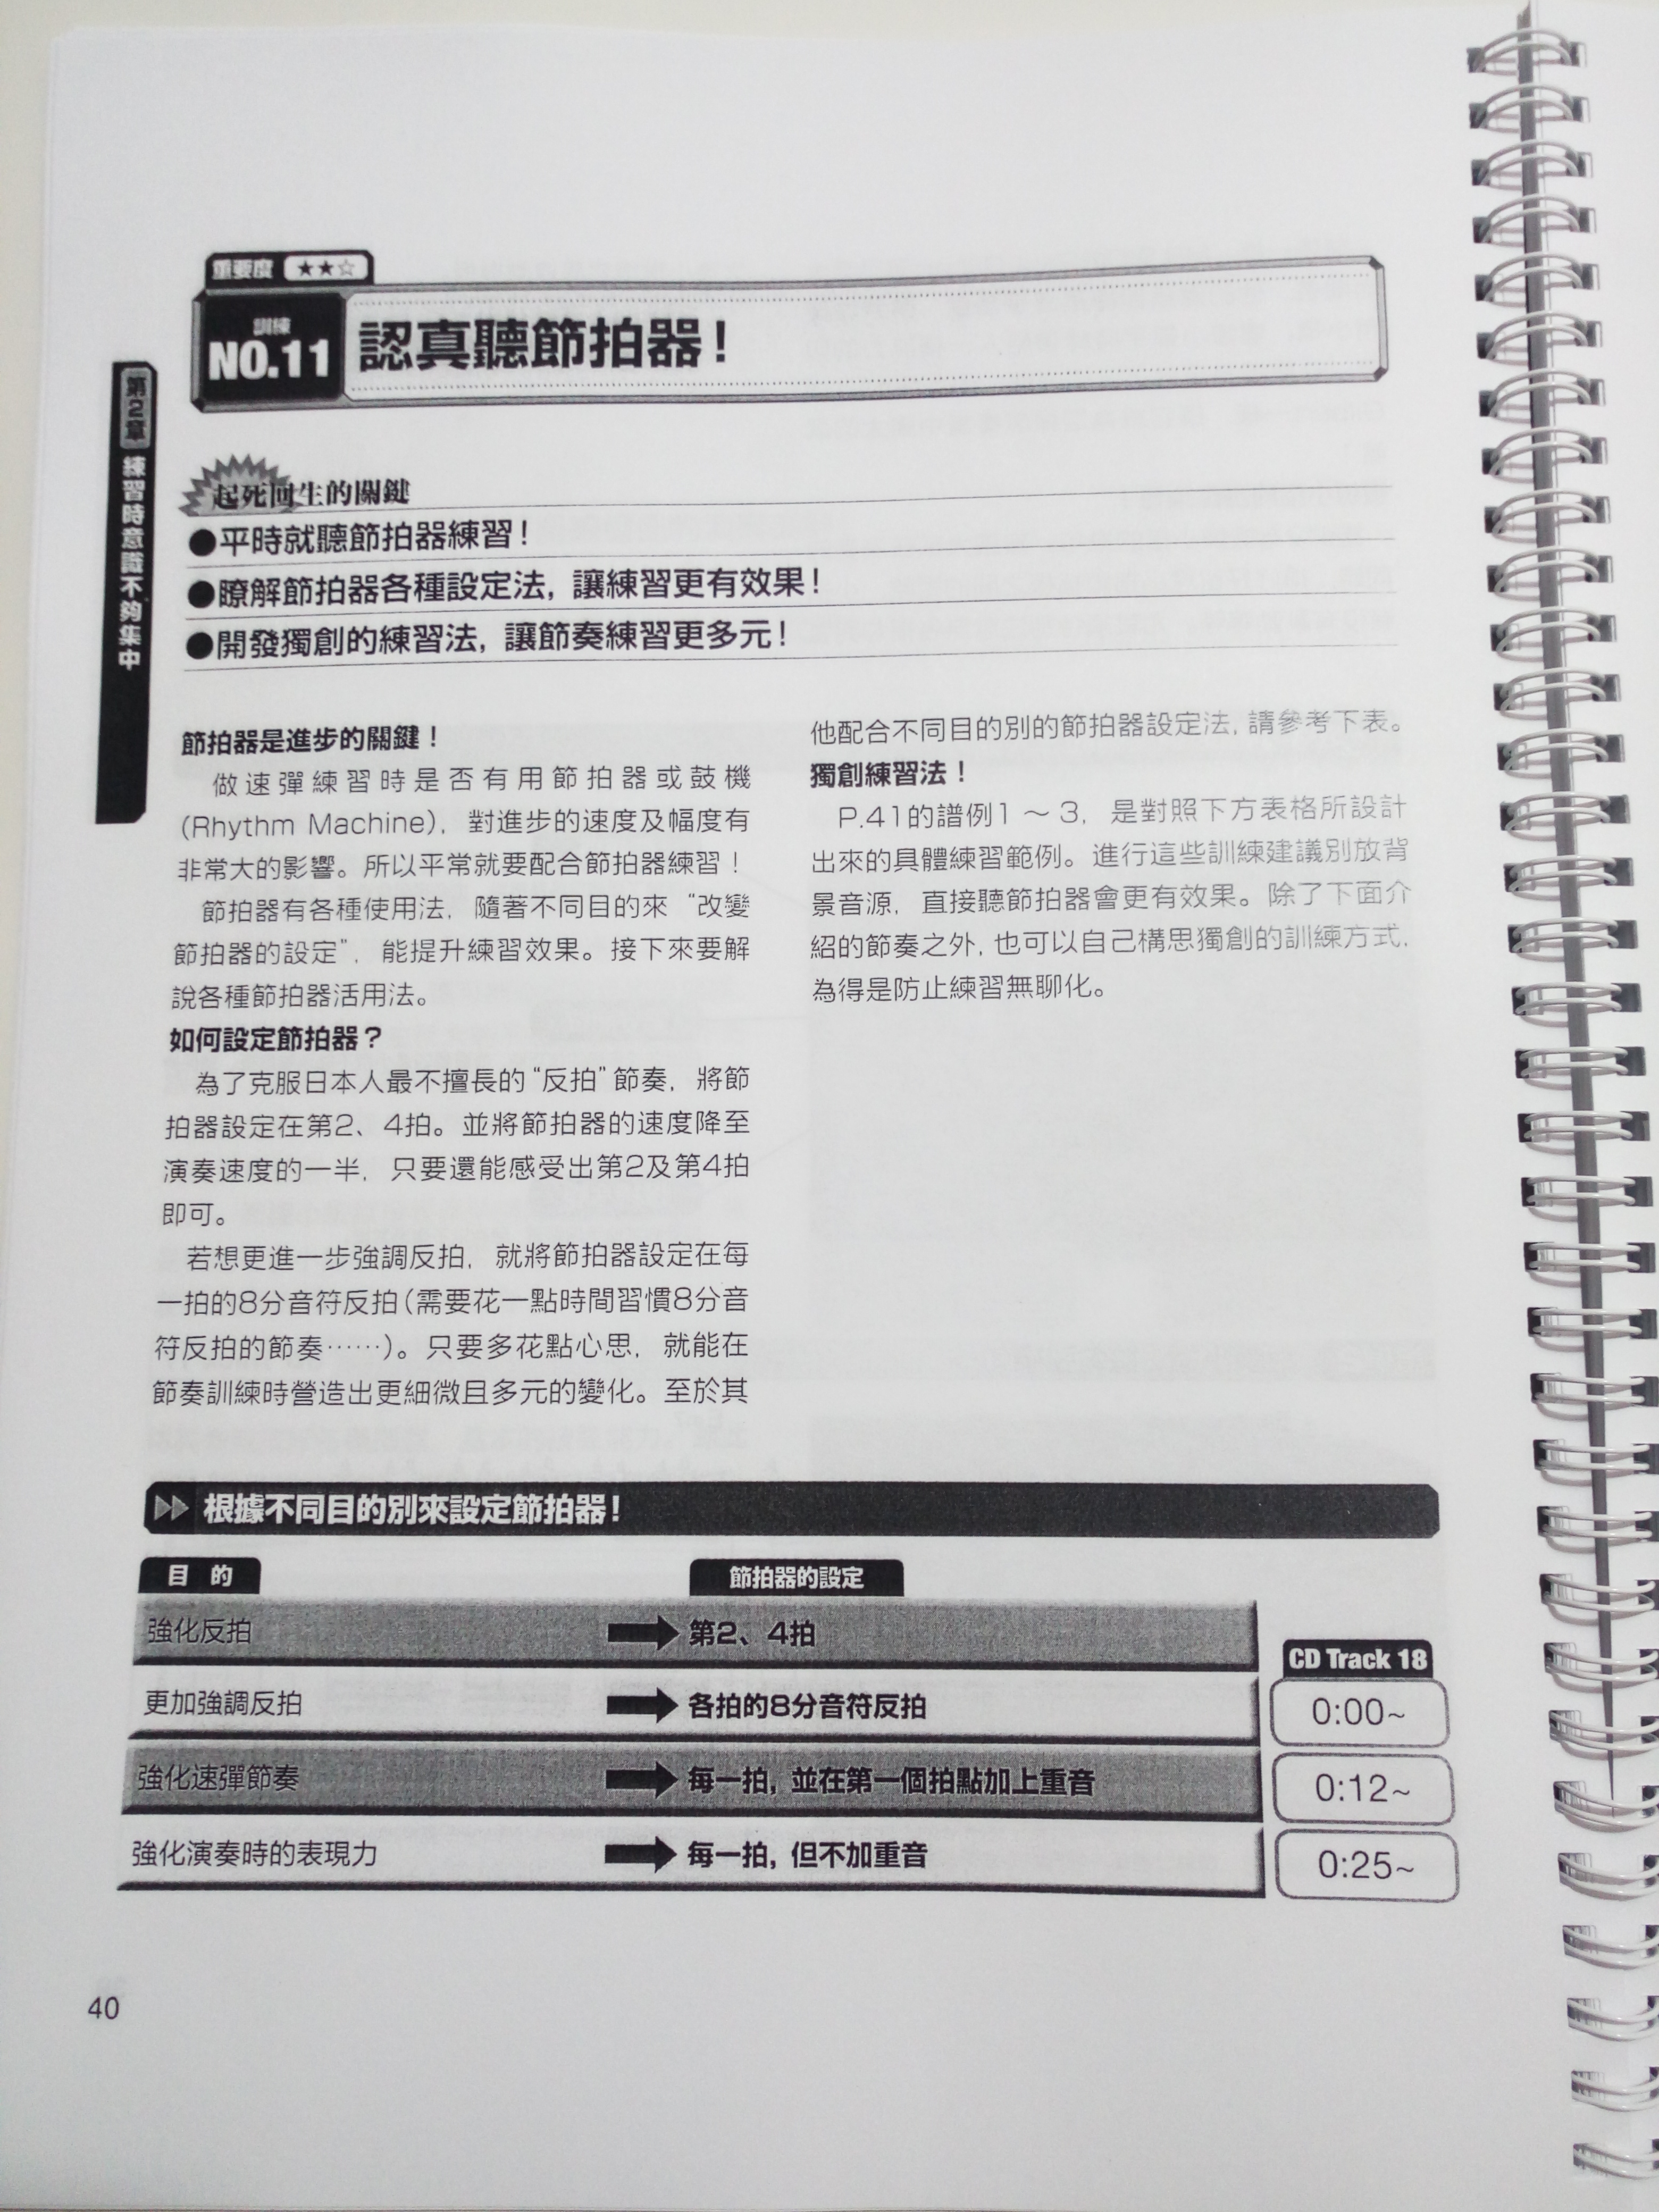 重要度 ★★☆
訓練
NO.11
認真聽節拍器！
第2章 練習時意識不夠集中
起死回生的關鍵
●平時就聽節拍器練習！
●瞭解節拍器各種設定法，讓練習更有效果！
●開發獨創的練習法，讓節奏練習更多元！
節拍器是進步的關鍵！
做速彈練習時是否有用節拍器或鼓機
(Rhythm Machine)，對進步的速度及幅度有
非常大的影響。所以平常就要配合節拍器練習！
節拍器有各種使用法，隨著不同目的來“改變
節拍器的設定”，能提升練習效果。接下來要解
說各種節拍器活用法。
如何設定節拍器？
為了克服日本人最不擅長的“反拍”節奏，將節
拍器設定在第2、4拍。並將節拍器的速度降至
演奏速度的一半，只要還能感受出第2及第4拍
即可。
若想更進一步強調反拍，就將節拍器設定在每
一拍的8分音符反拍(需要花一點時間習慣8分音
符反拍的節奏……)。只要多花點心思，就能在
節奏訓練時營造出更細微且多元的變化。至於其
他配合不同目的別的節拍器設定法，請參考下表。
獨創練習法！
P.41的譜例1～3，是對照下方表格所設計
出來的具體練習範例。進行這些訓練建議別放背
景音源，直接聽節拍器會更有效果。除了下面介
紹的節奏之外，也可以自己構思獨創的訓練方式，
為得是防止練習無聊化。
根據不同目的別來設定節拍器！
目 的
節拍器的設定
強化反拍 ➡ 第2、4拍
CD Track 18
更加強調反拍 ➡ 各拍的8分音符反拍 0:00~
強化速彈節奏 ➡ 每一拍，並在第一個拍點加上重音 0:12~
強化演奏時的表現力 ➡ 每一拍，但不加重音 0:25~
40